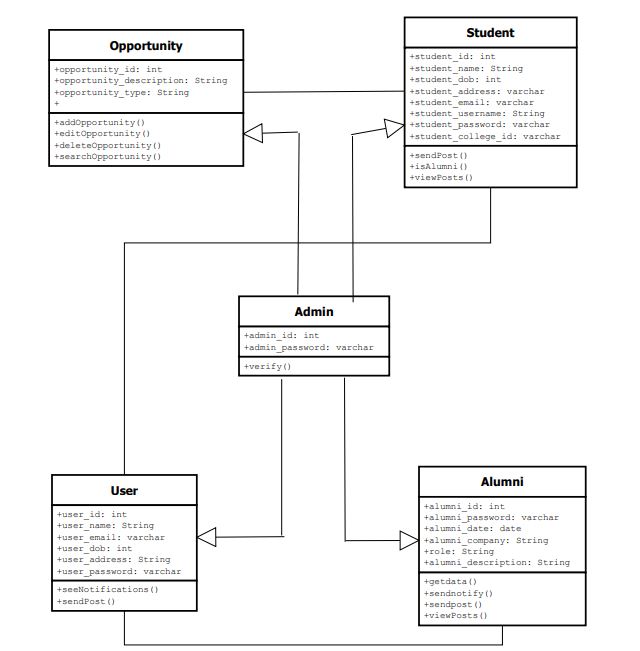 Opportunity
+opportunity_id: int
+opportunity_description: String
+opportunity_type: String
+
+addOpportunity()
+editOpportunity()
+deleteOpportunity()
+searchOpportunity()
Student
+student_id: int
+student_name: String
+student_dob: int
+student_address: varchar
+student_email: varchar
+student_username: String
+student_password: varchar
+student_college_id: varchar
+sendPost()
+isAlumni()
+viewPosts()
Admin
+admin_id: int
+admin_password: varchar
+verify()
User
+user_id: int
+user_name: String
+user_email: varchar
+user_dob: int
+user_address: String
+user_password: varchar
+seeNotifications()
+sendPost()
Alumni
+alumni_id: int
+alumni_password: varchar
+alumni_date: date
+alumni_company: String
+role: String
+alumni_description: String
+getdata()
+sendnotify()
+sendpost()
+viewPosts()